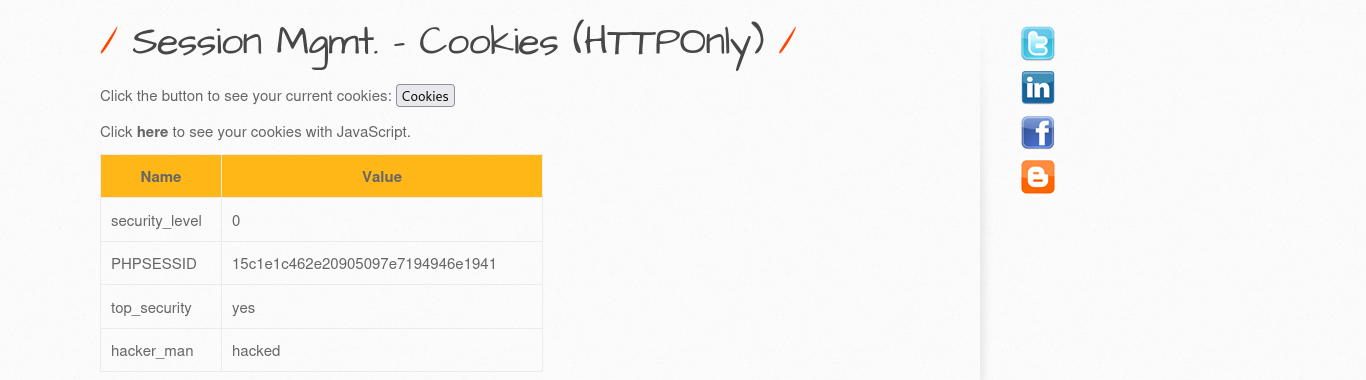 / Session Mgmt. - Cookies (HTTPOnly) /
Click the button to see your current cookies: Cookies
Click here to see your cookies with JavaScript.
Name Value
security_level 0
PHPSESSID 15c1e1c462e20905097e7194946e1941
top_security yes
hacker_man hacked